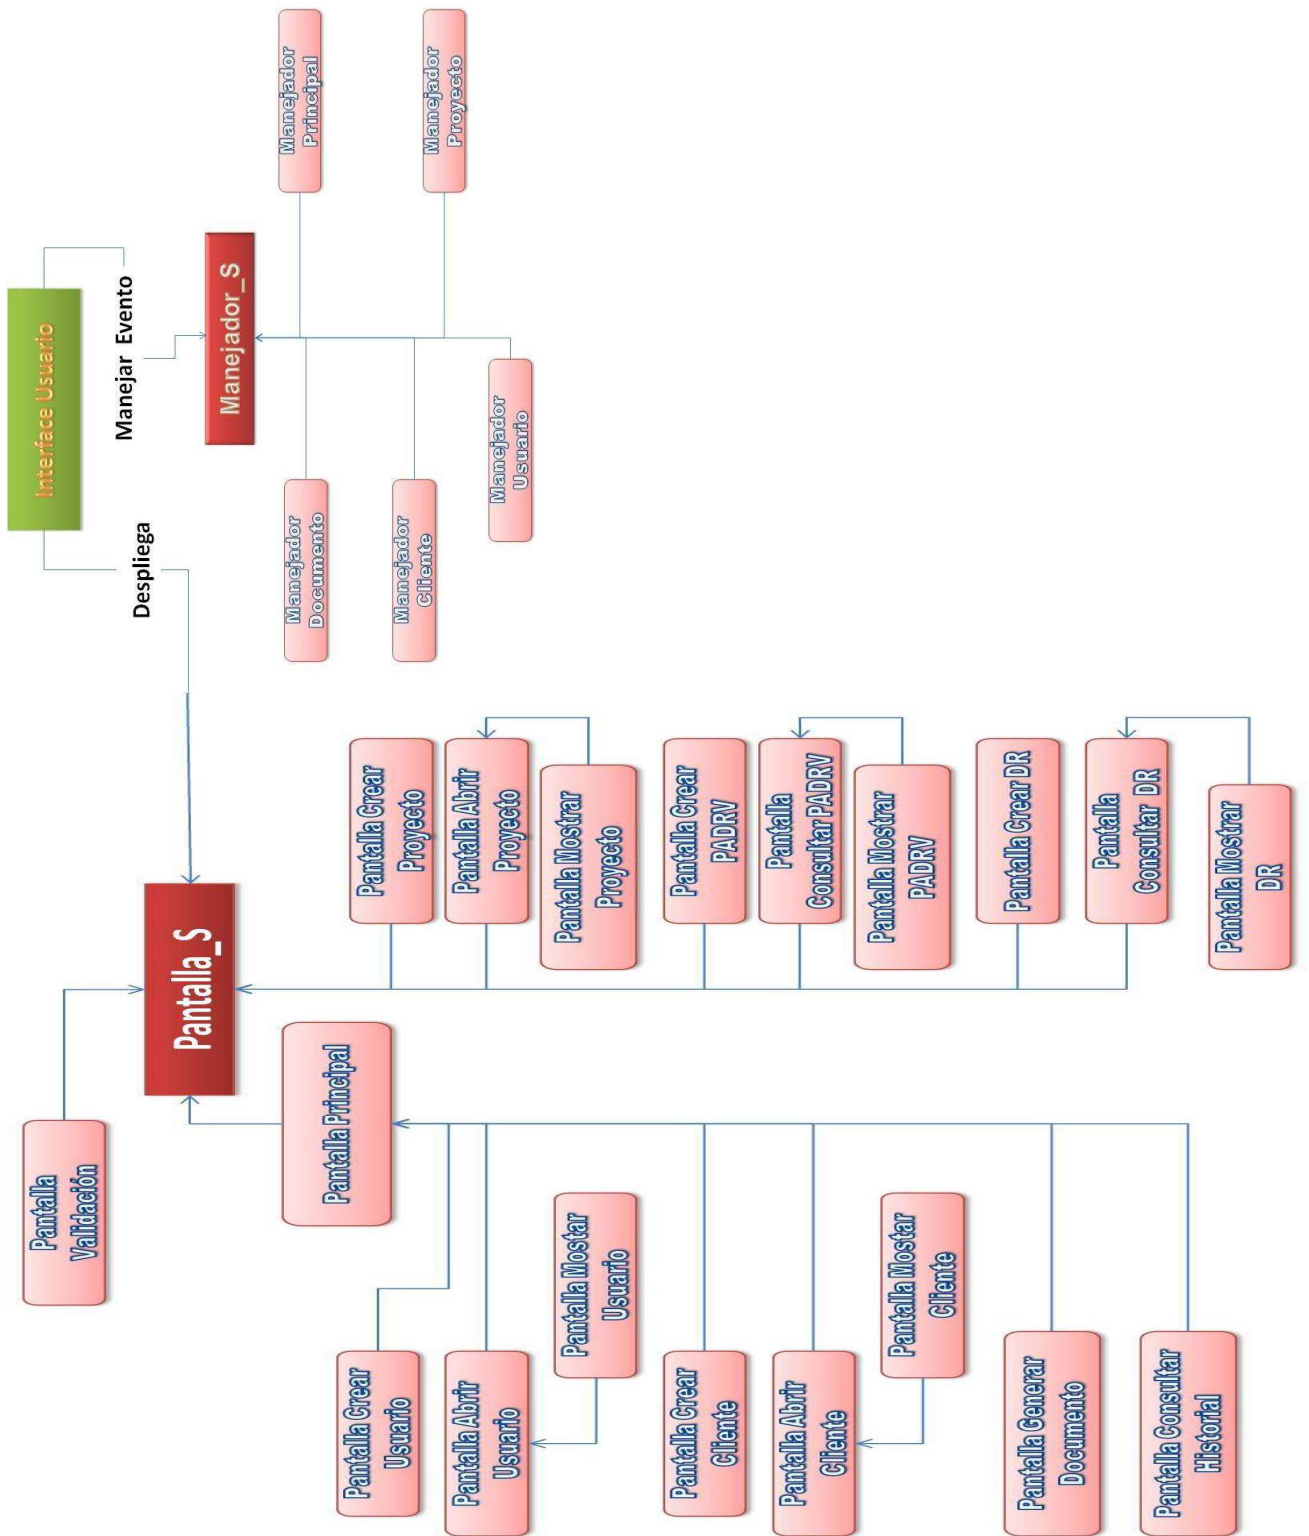 Interface Usuario
Despliega
Manejar  Evento
Pantalla
Validación
Pantalla_S
Manejador_S
Pantalla Principal
Manejador
Documento
Manejador
Principal
Manejador
Cliente
Manejador
Proyecto
Manejador
Usuario
Pantalla Crear
Usuario
Pantalla Crear
Proyecto
Pantalla Abrir
Usuario
Pantalla Abrir
Proyecto
Pantalla Mostar
Usuario
Pantalla Mostrar
Proyecto
Pantalla Crear
Cliente
Pantalla Crear
PADRV
Pantalla Abrir
Cliente
Pantalla
Consultar PADRV
Pantalla Mostar
Cliente
Pantalla Mostrar
PADRV
Pantalla Generar
Documento
Pantalla Crear DR
Pantalla Consultar
Historial
Pantalla
Consultar DR
Pantalla Mostrar
DR